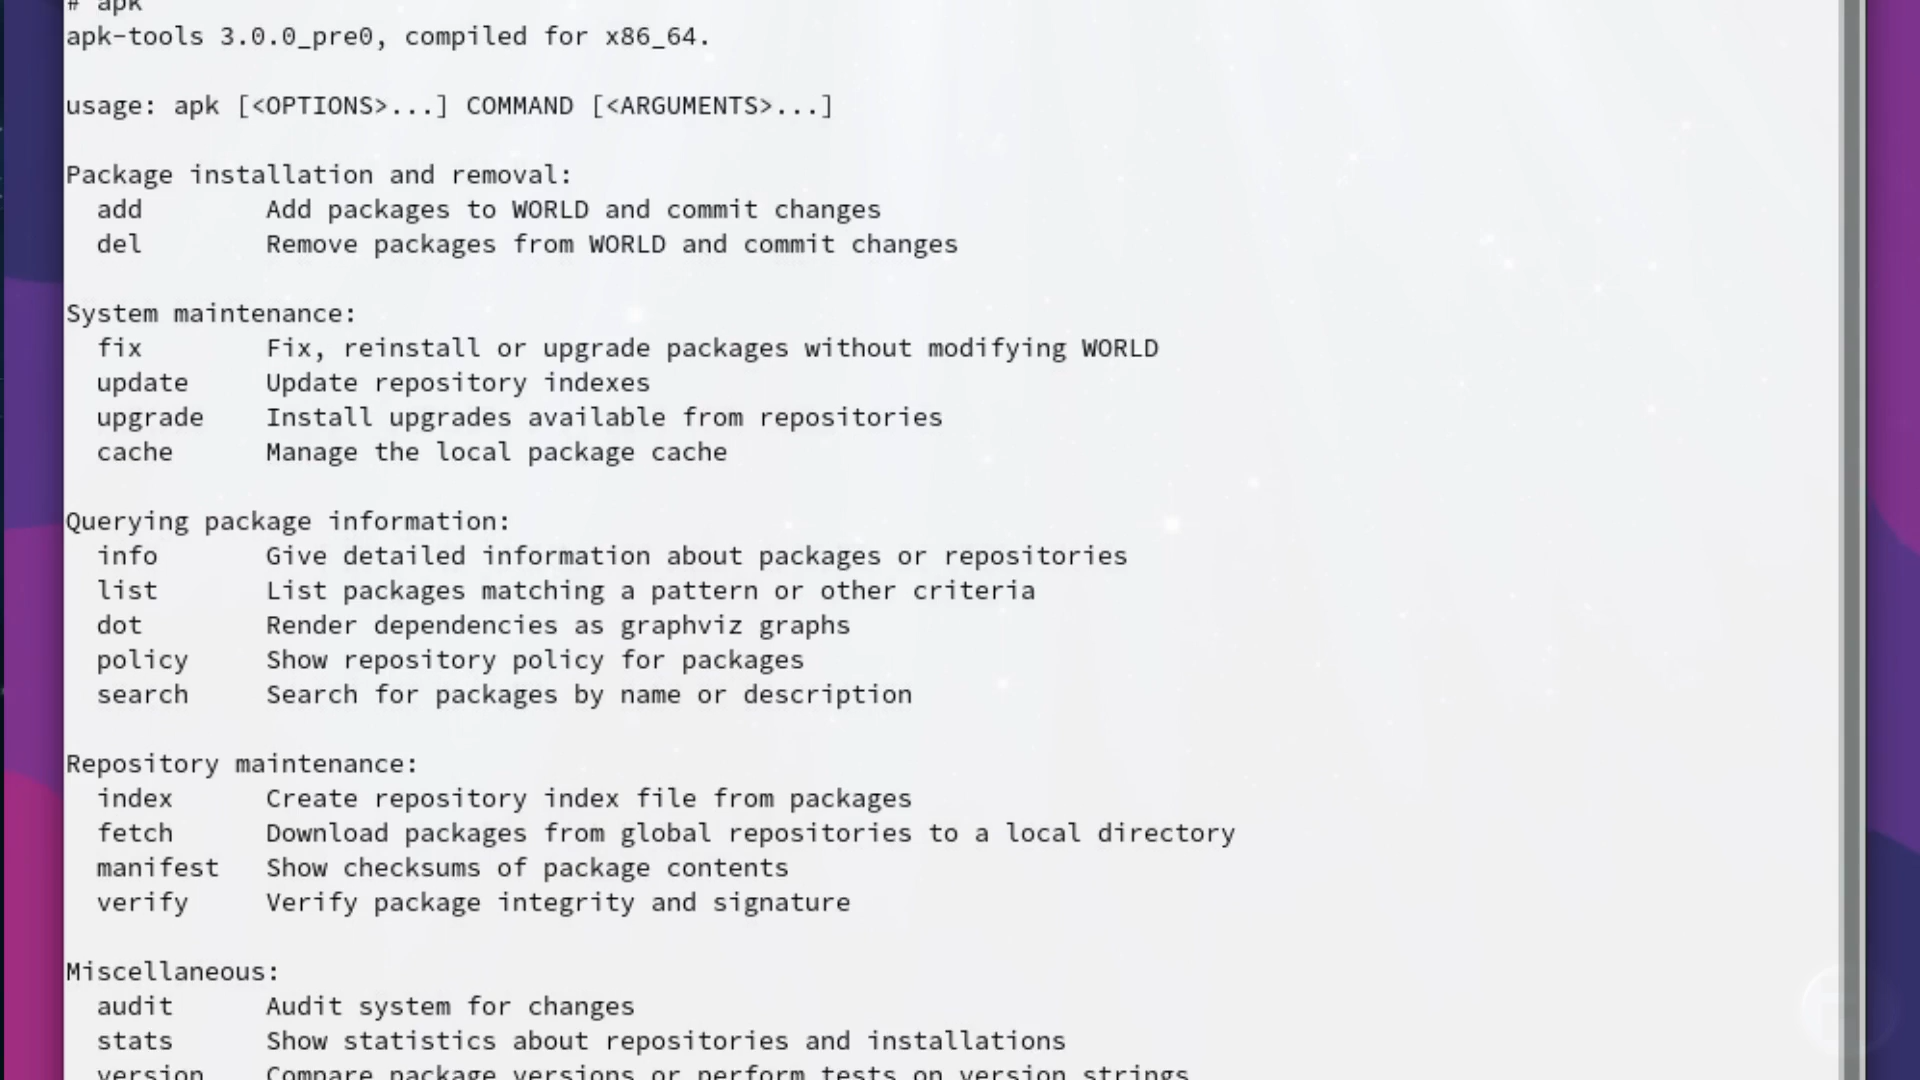 # apk
apk-tools 3.0.0_pre0, compiled for x86_64.
usage: apk [<OPTIONS>...] COMMAND [<ARGUMENTS>...]
Package installation and removal:
add Add packages to WORLD and commit changes
del Remove packages from WORLD and commit changes
System maintenance:
fix Fix, reinstall or upgrade packages without modifying WORLD
update Update repository indexes
upgrade Install upgrades available from repositories
cache Manage the local package cache
Querying package information:
info Give detailed information about packages or repositories
list List packages matching a pattern or other criteria
dot Render dependencies as graphviz graphs
policy Show repository policy for packages
search Search for packages by name or description
Repository maintenance:
index Create repository index file from packages
fetch Download packages from global repositories to a local directory
manifest Show checksums of package contents
verify Verify package integrity and signature
Miscellaneous:
audit Audit system for changes
stats Show statistics about repositories and installations
version Compare package versions or perform tests on version strings